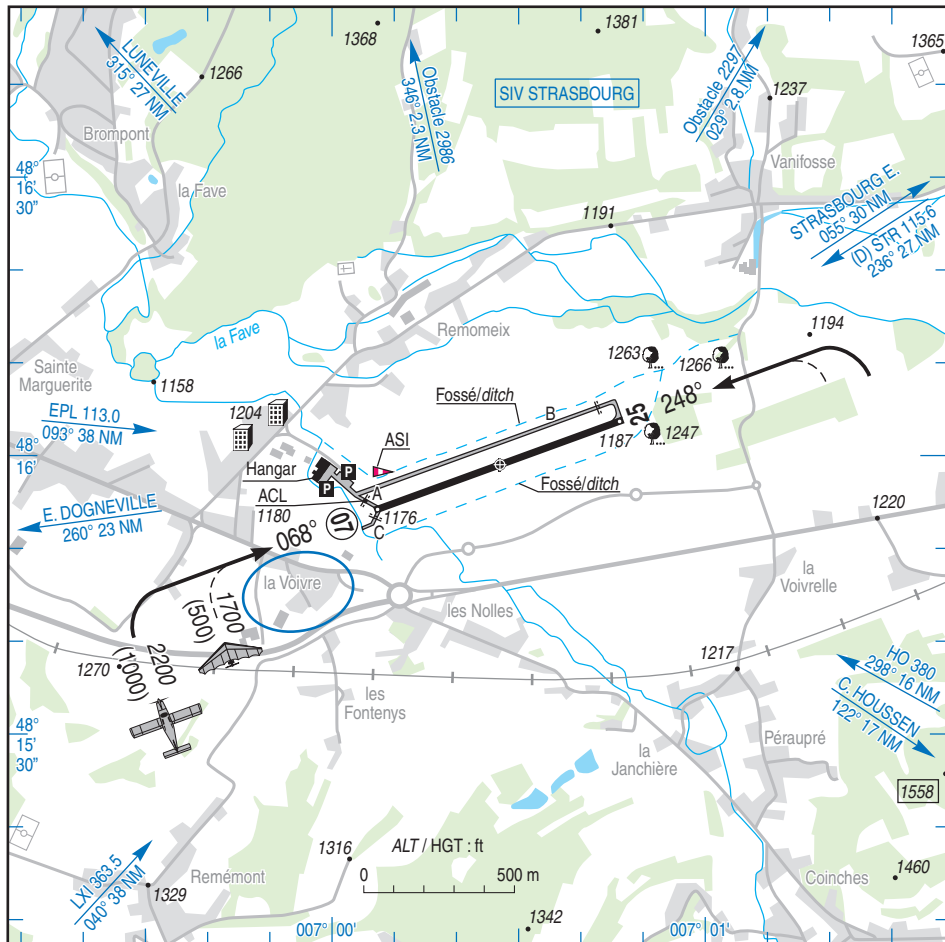 1368
1381
1365
LUNEVILLE
315° 27 NM
1266
Obstacle 2986
346° 2.3 NM
SIV STRASBOURG
Obstacle 2297
029° 2.8 NM
1237
Brompont
Vanifosse
48°
16'
30"
la Fave
1191
STRASBOURG E.
055° 30 NM
(D) STR 115.6
236° 27 NM
la Fave
Remomeix
1194
Sainte
Marguerite
1158
1263
1266
EPL 113.0
093° 38 NM
1204
Fossé/ditch
B
25
248°
1187
1247
48°
16'
Hangar
P
P
ASI
ACL
1180
A
1176
C
Fossé/ditch
07
068°
E. DOGNEVILLE
260° 23 NM
1220
la Voivre
la
Voivrelle
les Nolles
1700
(500)
2200
(1000)
1270
1217
HO 380
298° 16 NM
C. HOUSSEN
122° 17 NM
les
Fontenys
48°
15'
30"
la
Janchière
Péraupré
1558
LXI 363.5
040° 38 NM
1316
ALT / HGT : ft
0
500 m
1460
Remémont
1329
Coinches
007° 00'
1342
007° 01'